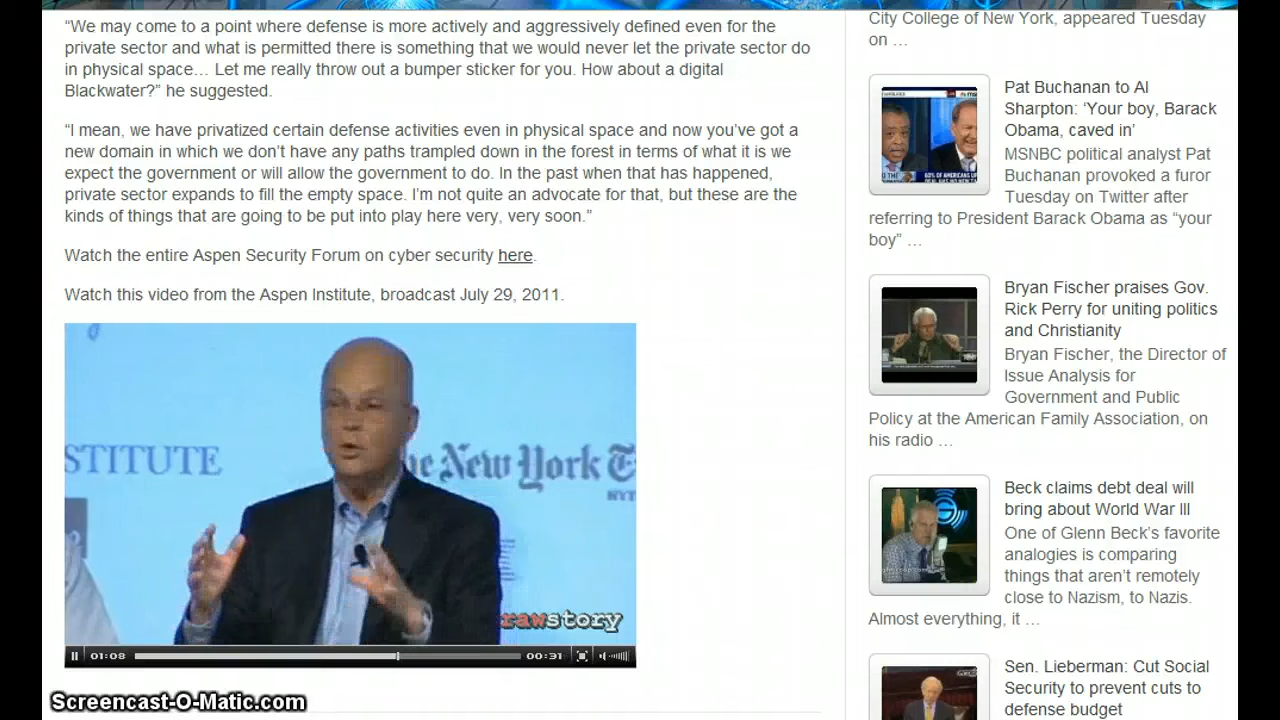 “We may come to a point where defense is more actively and aggressively defined even for the
private sector and what is permitted there is something that we would never let the private sector do
in physical space… Let me really throw out a bumper sticker for you. How about a digital
Blackwater?” he suggested.
“I mean, we have privatized certain defense activities even in physical space and now you’ve got a
new domain in which we don’t have any paths trampled down in the forest in terms of what it is we
expect the government or will allow the government to do. In the past when that has happened,
private sector expands to fill the empty space. I’m not quite an advocate for that, but these are the
kinds of things that are going to be put into play here very, very soon.”
Watch the entire Aspen Security Forum on cyber security here.
Watch this video from the Aspen Institute, broadcast July 29, 2011.
STITUTE
he New York T
NYT
rawstory
01:08
00:31
Screencast-O-Matic.com
City College of New York, appeared Tuesday
on …
Pat Buchanan to Al
Sharpton: ‘Your boy, Barack
Obama, caved in’
MSNBC political analyst Pat
Buchanan provoked a furor
Tuesday on Twitter after
referring to President Barack Obama as “your
boy” …
Bryan Fischer praises Gov.
Rick Perry for uniting politics
and Christianity
Bryan Fischer, the Director of
Issue Analysis for
Government and Public
Policy at the American Family Association, on
his radio …
Beck claims debt deal will
bring about World War III
One of Glenn Beck’s favorite
analogies is comparing
things that aren’t remotely
close to Nazism, to Nazis.
Almost everything, it …
Sen. Lieberman: Cut Social
Security to prevent cuts to
defense budget